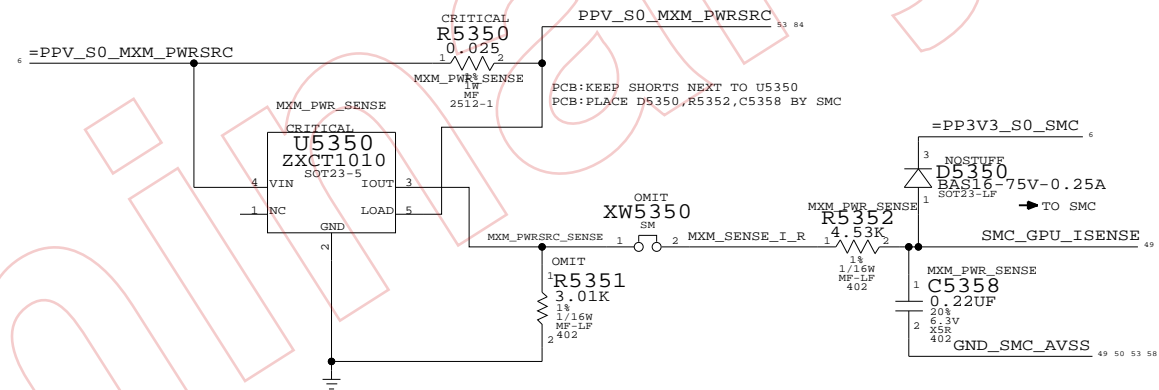 CRITICAL
R5350
0.025
1 2
1%
1W
MF
2512-1
MXM_PWR_SENSE
PPV_S0_MXM_PWRSRC 53 84
6 =PPV_S0_MXM_PWRSRC
PCB:KEEP SHORTS NEXT TO U5350
PCB:PLACE D5350,R5352,C5358 BY SMC
MXM_PWR_SENSE
CRITICAL
U5350
ZXCT1010
SOT23-5
4 VIN IOUT 3
1 NC LOAD 5
GND
2
MXM_PWRSRC_SENSE
OMIT
XW5350
SM
1 2
MXM_SENSE_I_R
OMIT
1
R5351
3.01K
1%
1/16W
MF-LF
402
2
MXM_PWR_SENSE
R5352
4.53K
1 2
1%
1/16W
MF-LF
402
=PP3V3_S0_SMC 6
3
NOSTUFF
D5350
BAS16-75V-0.25A
SOT23-LF
1
TO SMC
SMC_GPU_ISENSE 49
MXM_PWR_SENSE
1
C5358
0.22UF
20%
6.3V
X5R
402
2
GND_SMC_AVSS 49 50 53 58